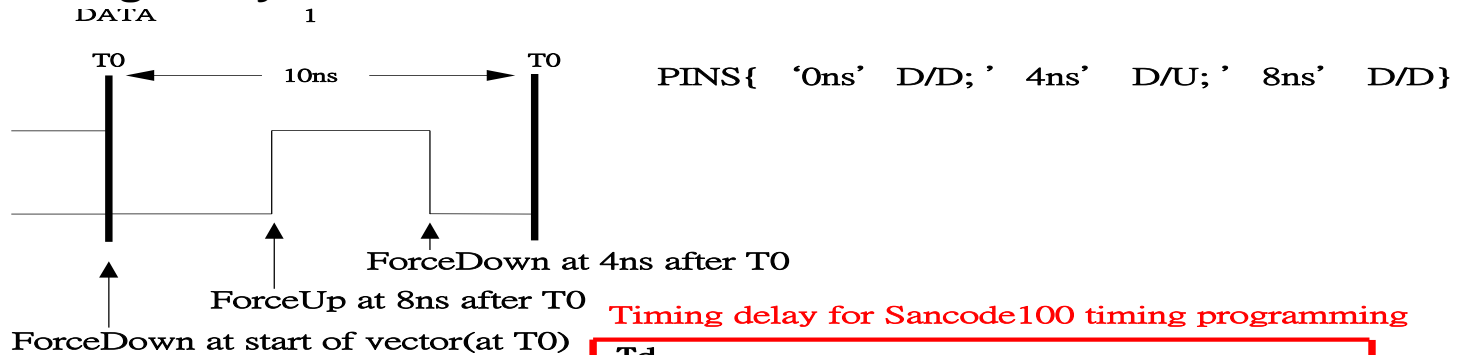 DATA 1
T0 10ns T0
PINS{ ‘0ns’ D/D;’ 4ns’ D/U;’ 8ns’ D/D}
ForceDown at 4ns after T0
ForceUp at 8ns after T0
Timing delay for Sancode100 timing programming
ForceDown at start of vector(at T0)
Td